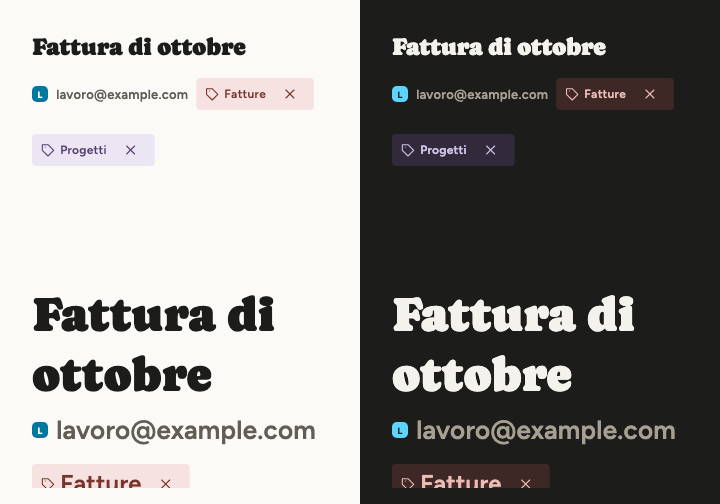 Fattura di ottobre
L lavoro@example.com Fatture
Progetti
Fattura di
ottobre
L lavoro@example.com
Fatture
Fattura di ottobre
L lavoro@example.com Fatture
Progetti
Fattura di
ottobre
L lavoro@example.com
Fatture